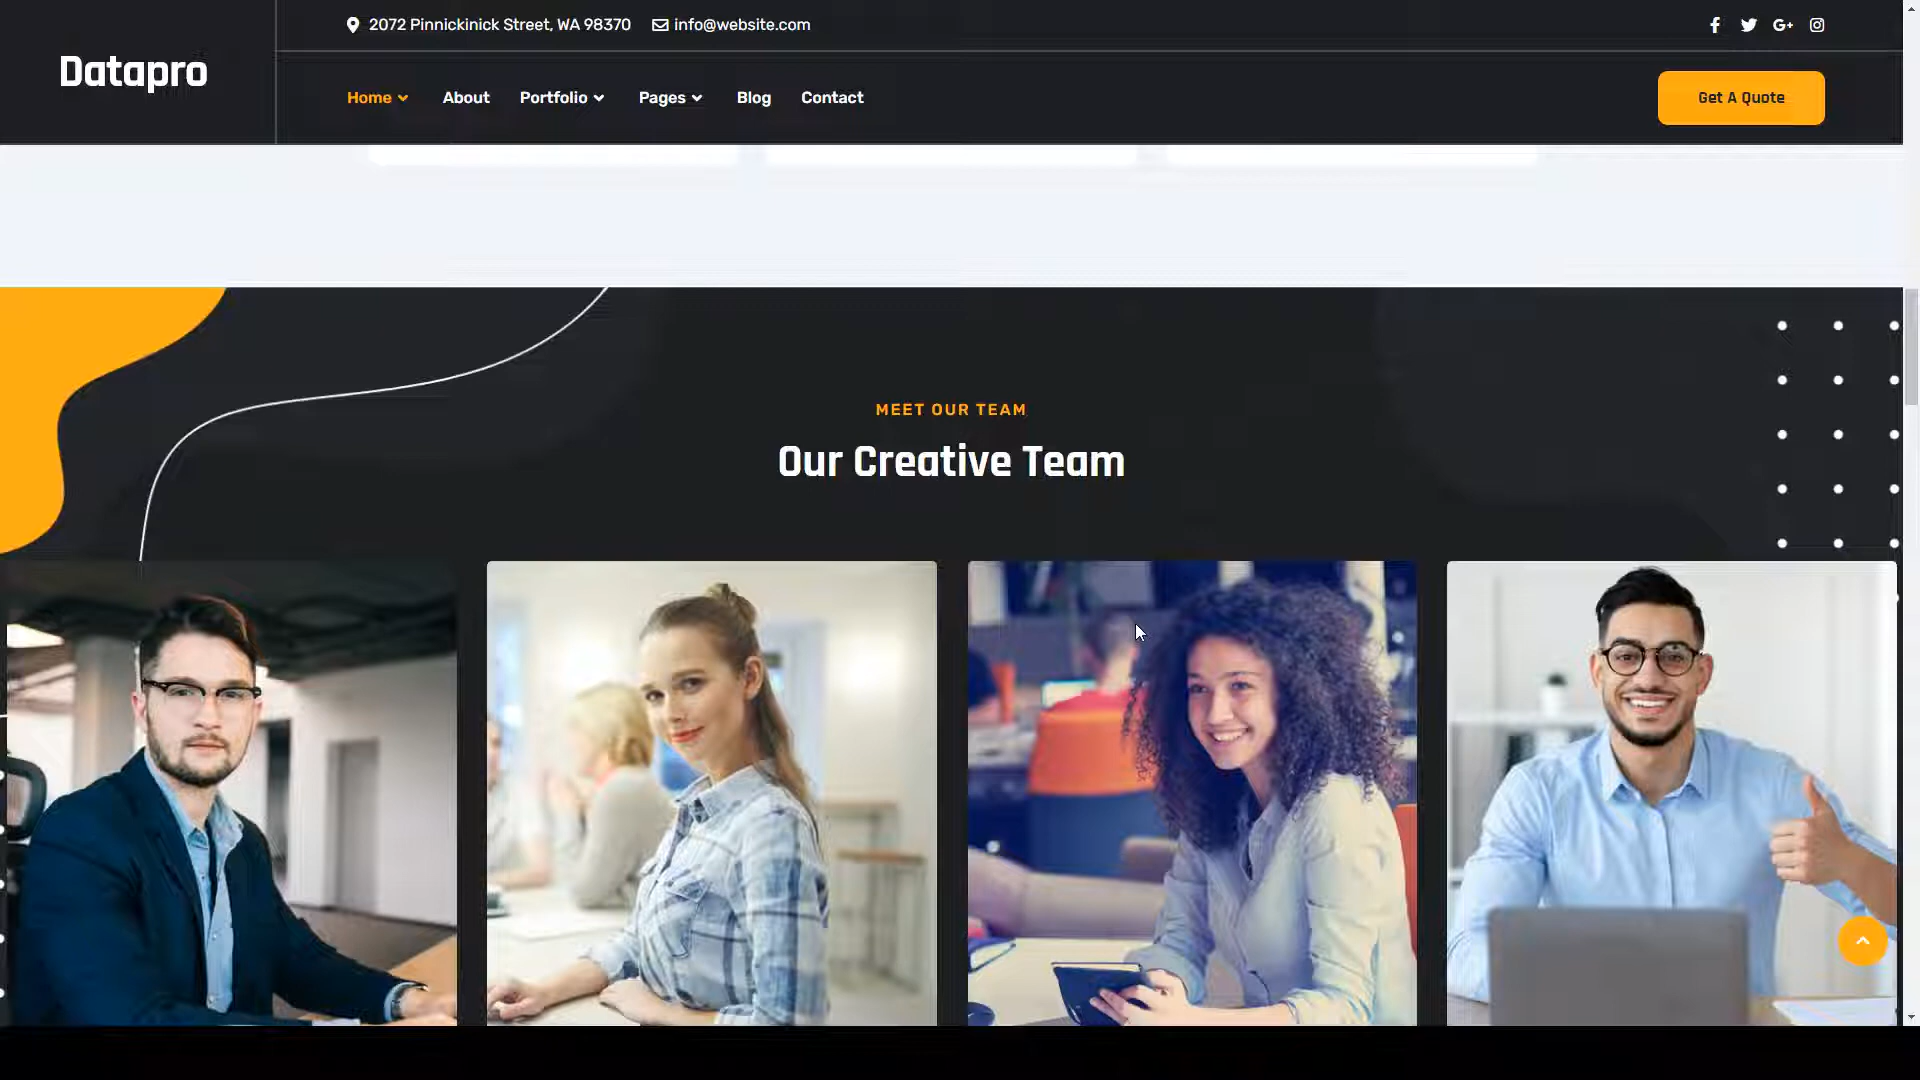 2072 Pinnickinick Street, WA 98370 info@website.com
Datapro
Home About Portfolio Pages Blog Contact Get A Quote
MEET OUR TEAM
Our Creative Team